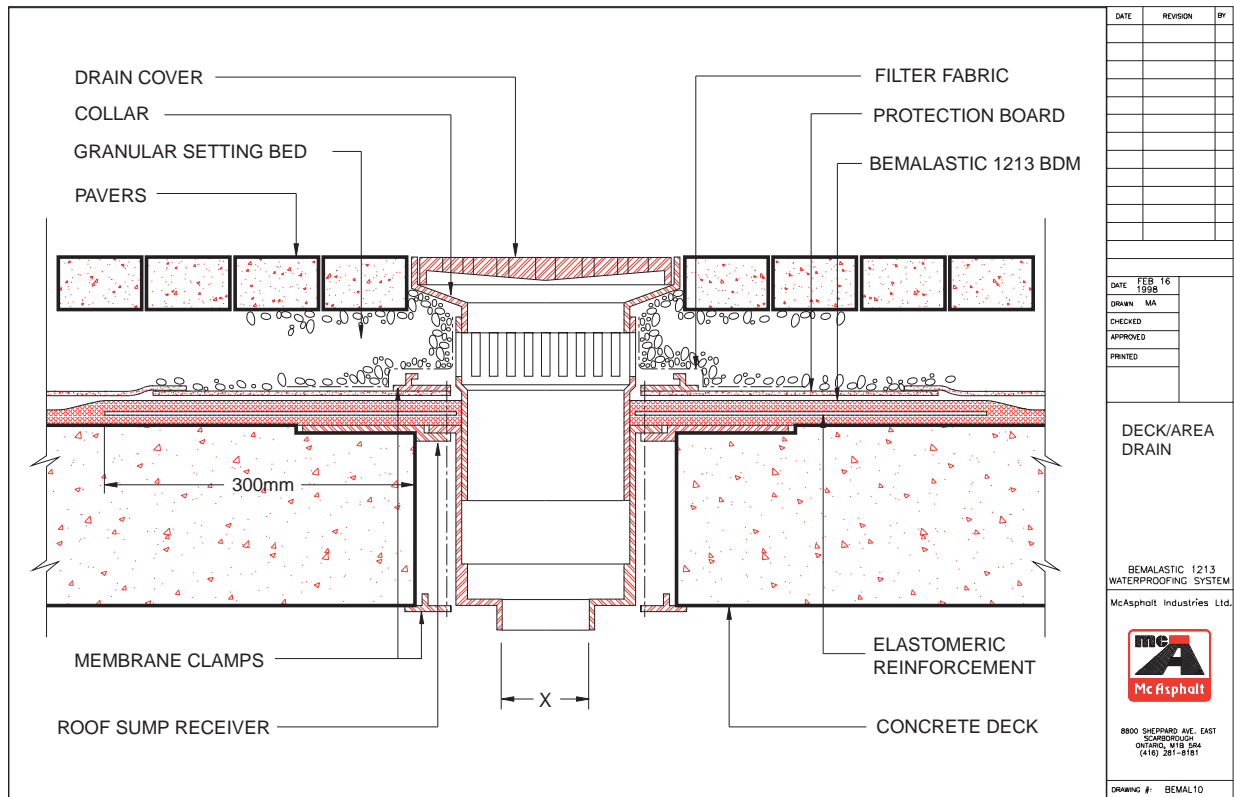 DRAIN COVER
COLLAR
GRANULAR SETTING BED
PAVERS
FILTER FABRIC
PROTECTION BOARD
BEMALASTIC 1213 BDM
300mm
MEMBRANE CLAMPS
ROOF SUMP RECEIVER
X
ELASTOMERIC
REINFORCEMENT
CONCRETE DECK
DATE REVISION BY
DATE FEB 16
1998
DRAWN MA
CHECKED
APPROVED
PRINTED
DECK/AREA
DRAIN
BEMALASTIC 1213
WATERPROOFING SYSTEM
McAsphalt Industries Ltd.
mc A
McAsphalt
8800 SHEPPARD AVE. EAST
SCARBOROUGH
ONTARIO, M1B 5R4
(416) 281-8181
DRAWING #: BEMAL10